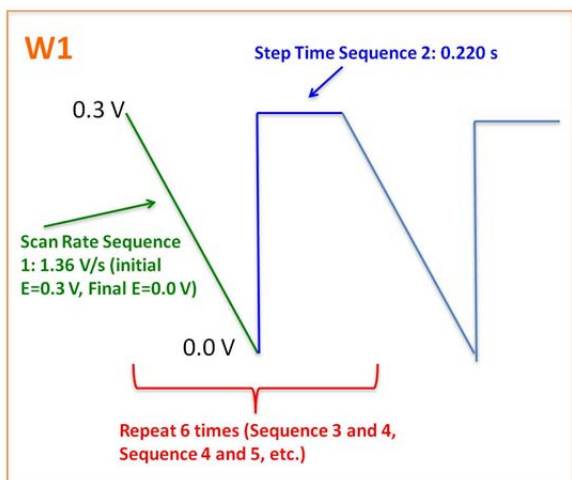 W1
Step Time Sequence 2: 0.220 s
0.3 V
Scan Rate Sequence
1: 1.36 V/s (initial
E=0.3 V, Final E=0.0 V)
0.0 V
Repeat 6 times (Sequence 3 and 4,
Sequence 4 and 5, etc.)